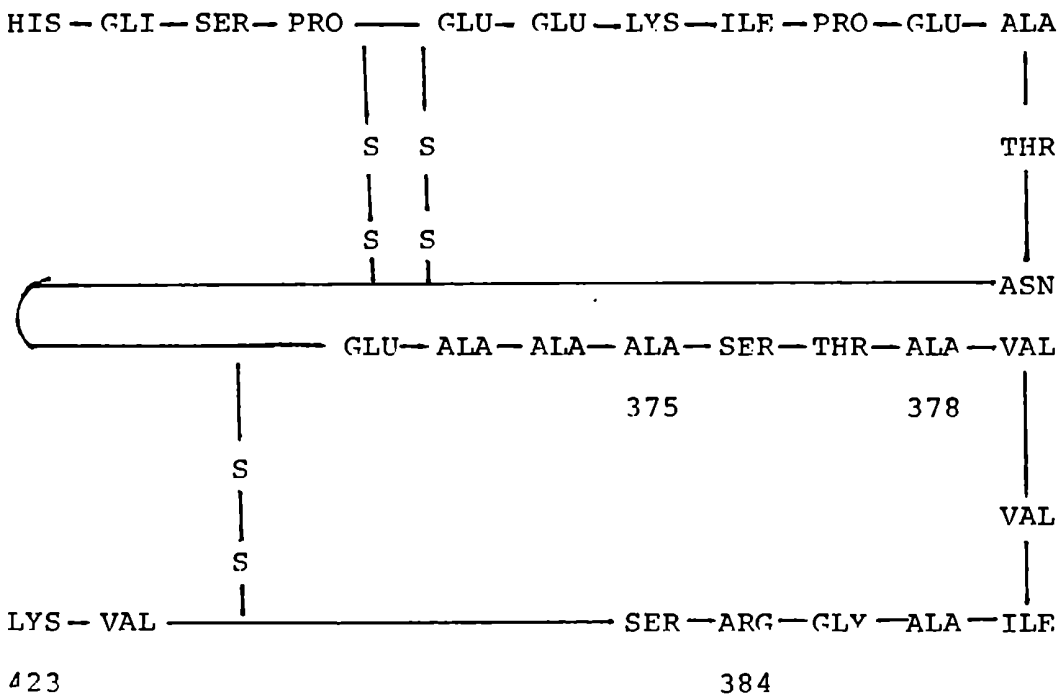 HIS — GLI — SER — PRO — GLU — GLU — LYS — ILE — PRO — GLU — ALA
S S THR
S S
ASN
GLU — ALA — ALA — ALA — SER — THR — ALA — VAL
375 378
S
VAL
S
LYS — VAL — SER — ARG — GLY — ALA — ILE
423 384